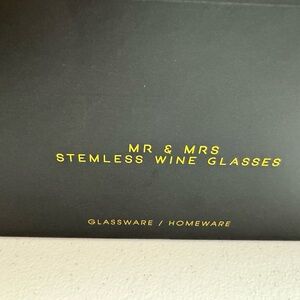 MR & MRS
STEMLESS WINE GLASSES
GLASSWARE / HOMEWARE